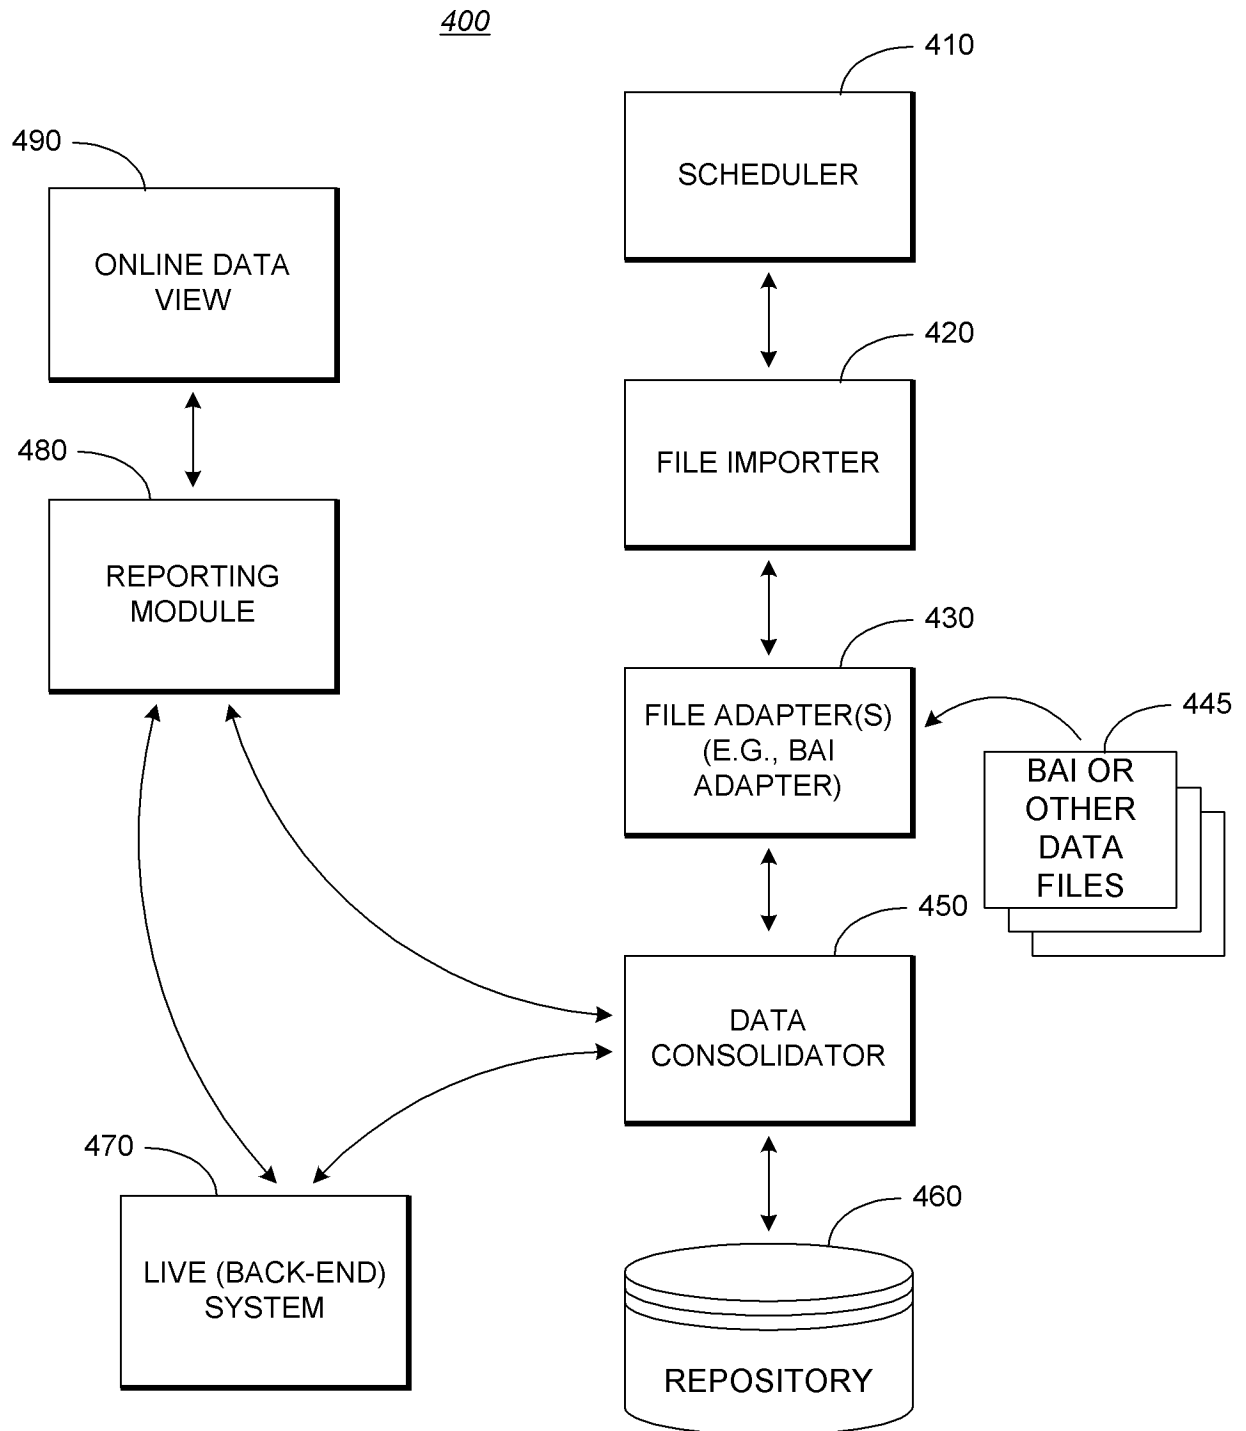 400
410
SCHEDULER
490
ONLINE DATA
VIEW
420
FILE IMPORTER
480
REPORTING
MODULE
430
FILE ADAPTER(S)
(E.G., BAI
ADAPTER)
445
BAI OR
OTHER
DATA
FILES
450
DATA
CONSOLIDATOR
470
LIVE (BACK-END)
SYSTEM
460
REPOSITORY